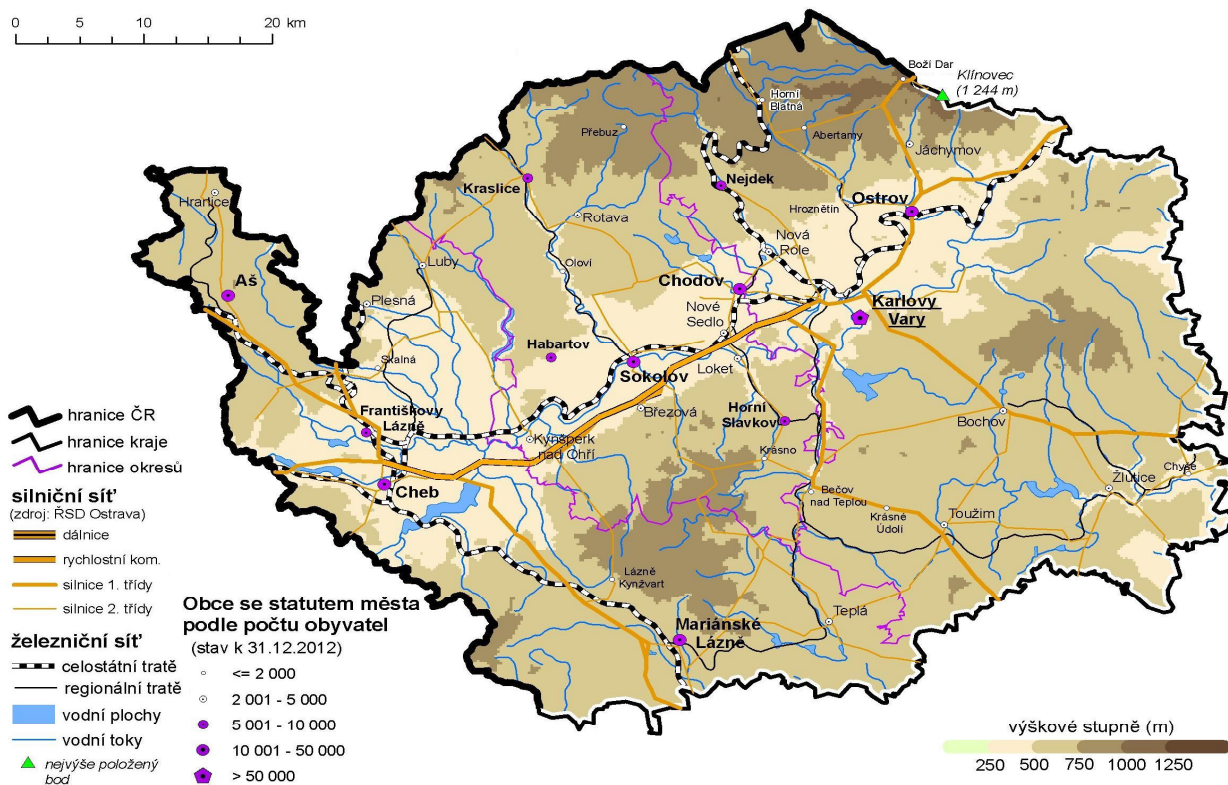 0 5 10 20 km
Boží Dar
Klínovec
(1 244 m)
Horní
Blatná
Přebuz
Abertamy
Jáchymov
Kraslice
Nejdek
Hranice
Rotava
Hroznětín
Ostrov
Nová
Role
Luby
Oloví
Aš
Plesná
Chodov
Nové
Sedlo
Karlovy
Vary
Habartov
Skalná
Sokolov
Loket
Františkovy
Lázně
Březová
Horní
Slavkov
Bochov
Kynšperk
nad Ohří
Krásno
Chyše
Žlutice
Cheb
Bečov
nad Teplou
Krásné
Údolí
Toužim
Lázně
Kynžvart
Teplá
Mariánské
Lázně
hranice ČR
hranice kraje
hranice okresů
silniční síť
(zdroj: ŘSD Ostrava)
dálnice
rychlostní kom.
silnice 1. třídy
silnice 2. třídy
železniční síť
celostátní tratě
regionální tratě
vodní plochy
vodní toky
nejvýše položený
bod
Obce se statutem města
podle počtu obyvatel
(stav k 31.12.2012)
<= 2 000
2 001 - 5 000
5 001 - 10 000
10 001 - 50 000
> 50 000
výškové stupně (m)
250 500 750 1000 1250